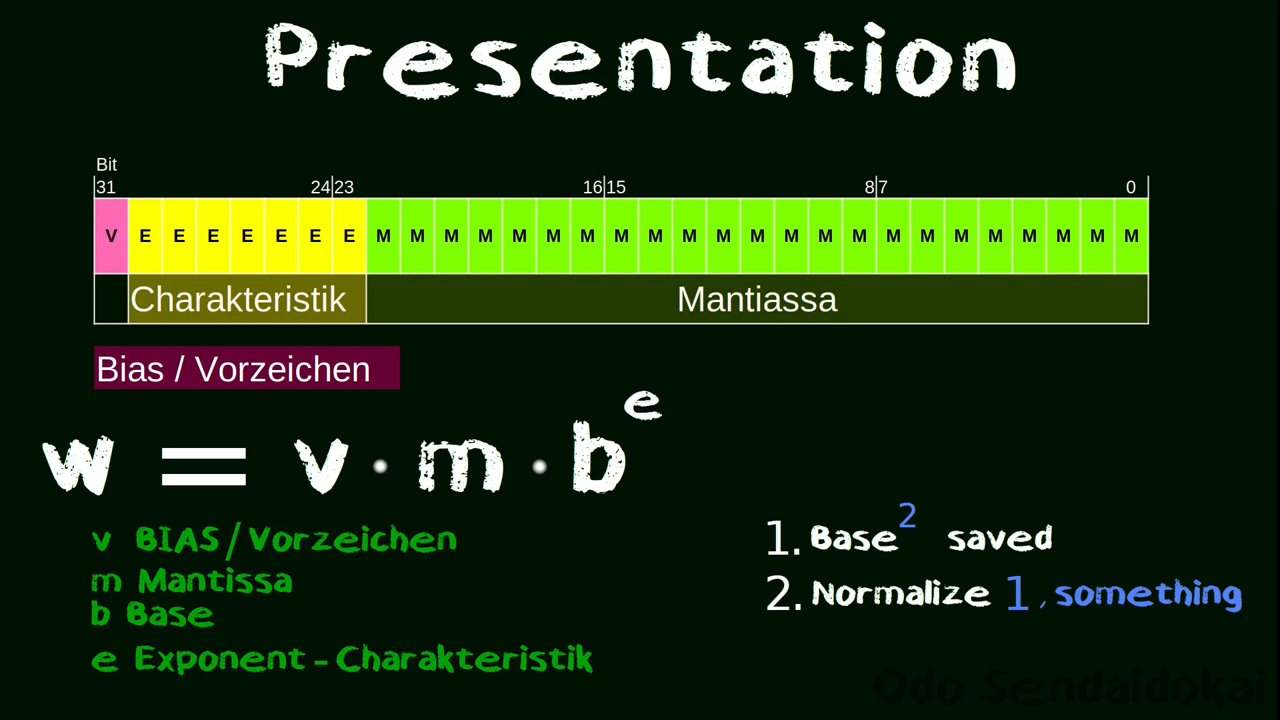 Presentation
Bit
31 24 23 16 15 8 7 0
V E E E E E E E M M M M M M M M M M M M M M M M M M M M M M M
Charakteristik Mantiassa
Bias / Vorzeichen
w = v · m · b^e
v BIAS/Vorzeichen
m Mantissa
b Base
e Exponent - Charakteristik
1. Base 2 saved
2. Normalize 1, something
Odo Sendaidokai